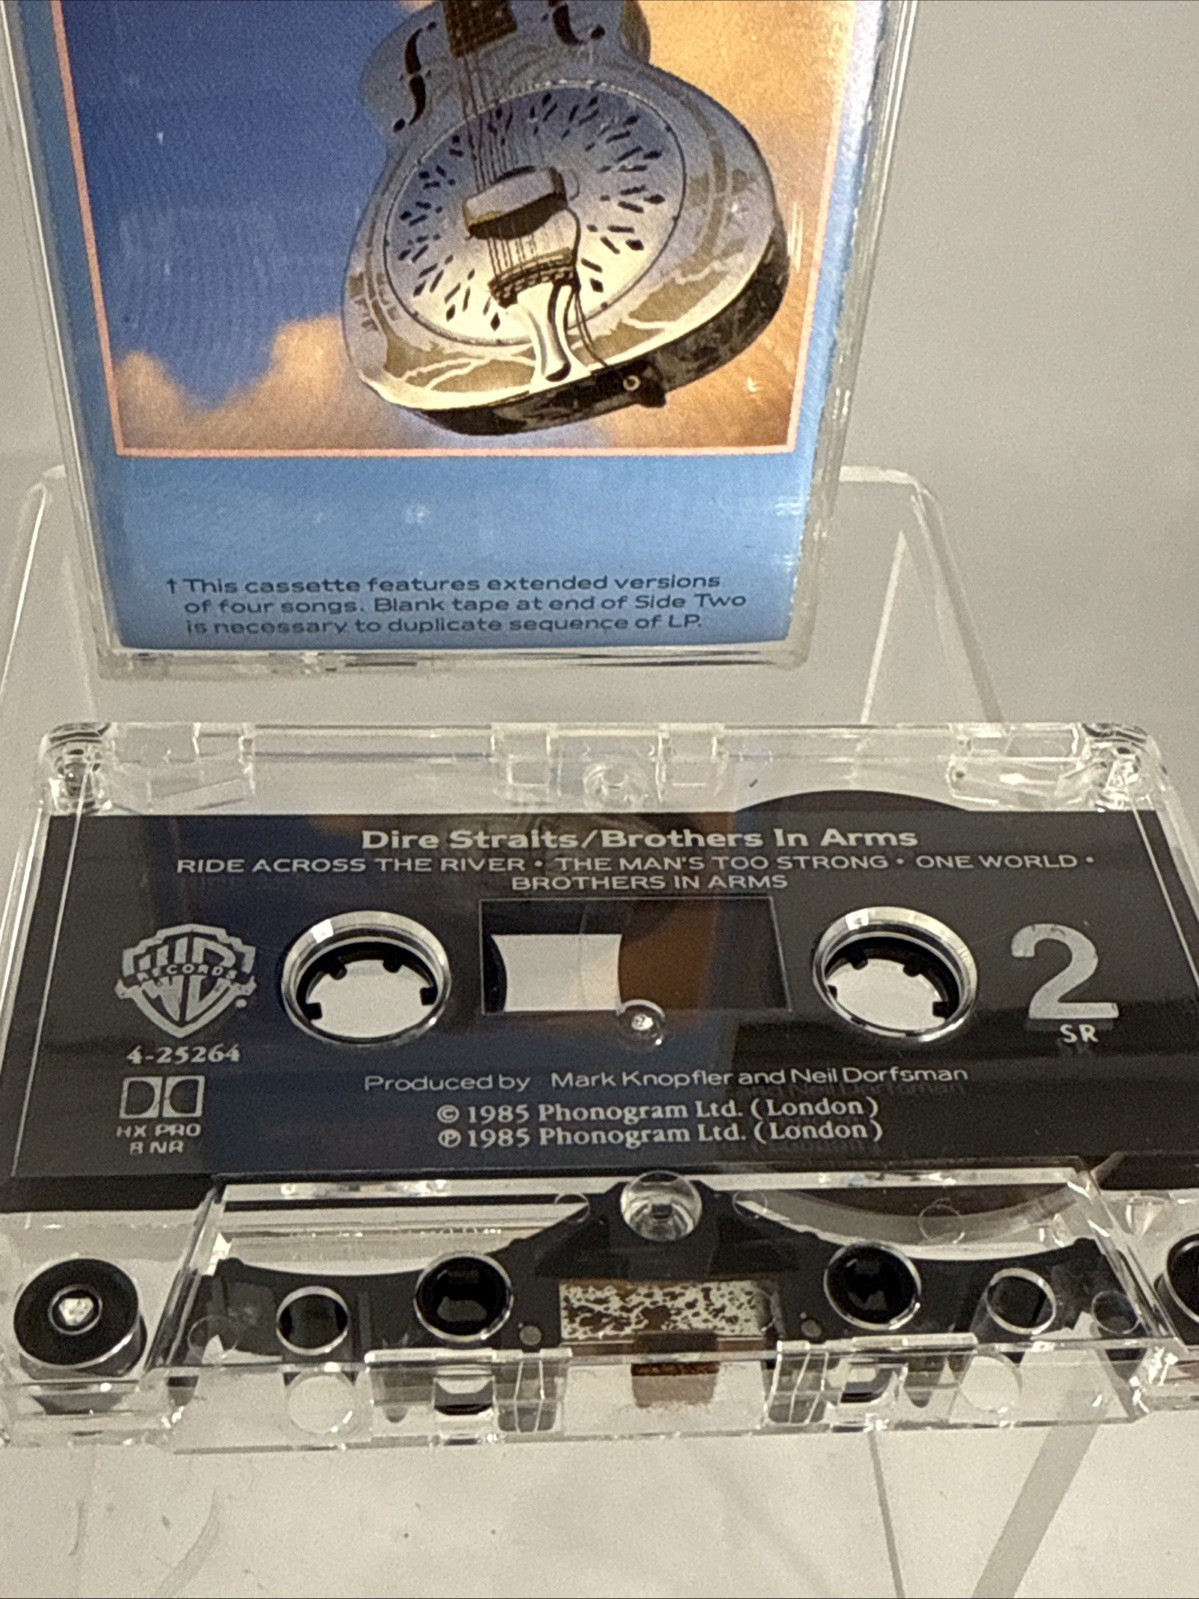 † This cassette features extended versions
of four songs. Blank tape at end of Side Two
is necessary to duplicate sequence of LP.
Dire Straits/Brothers In Arms
RIDE ACROSS THE RIVER • THE MAN'S TOO STRONG • ONE WORLD •
BROTHERS IN ARMS
WB
RECORDS
®
2
SR
4-25264
HX PRO
B NR
Produced by Mark Knopfler and Neil Dorfsman
© 1985 Phonogram Ltd. (London)
℗ 1985 Phonogram Ltd. (London)